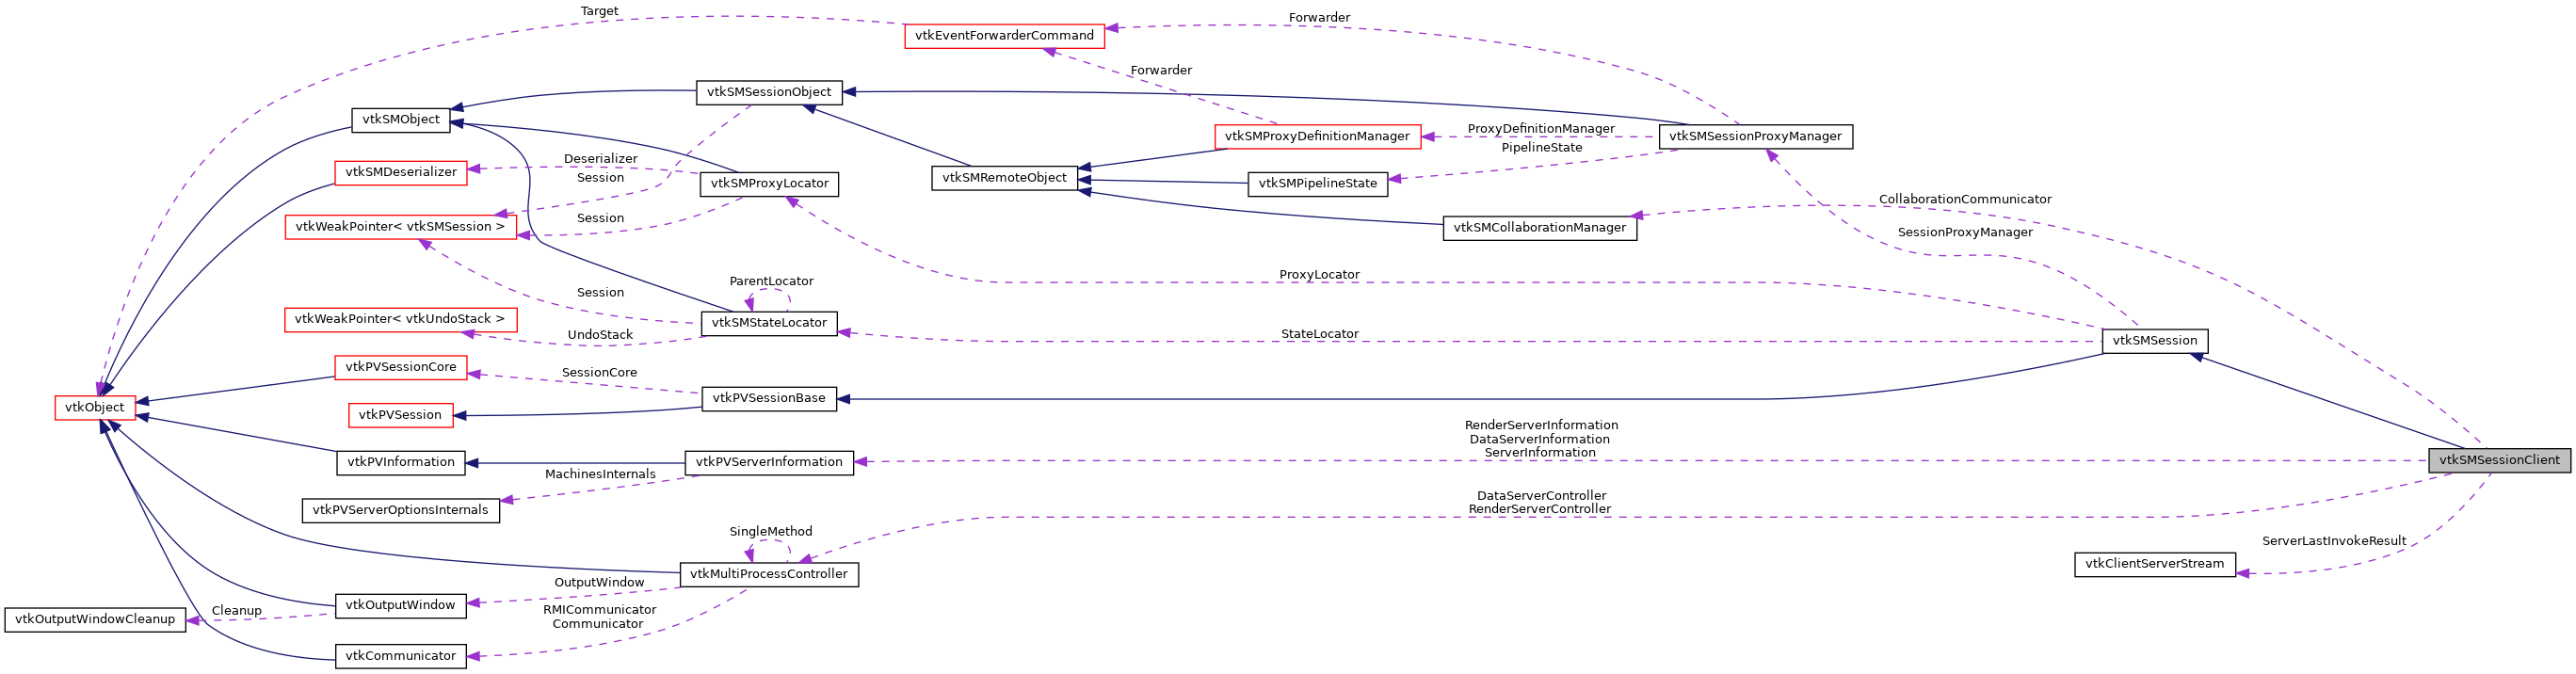 Target
Forwarder
vtkEventForwarderCommand
Forwarder
vtkSMSessionObject
vtkSMObject
ProxyDefinitionManager
vtkSMProxyDefinitionManager
vtkSMSessionProxyManager
PipelineState
Deserializer
vtkSMDeserializer
Session
vtkSMProxyLocator
vtkSMRemoteObject
vtkSMPipelineState
CollaborationCommunicator
Session
vtkWeakPointer< vtkSMSession >
vtkSMCollaborationManager
SessionProxyManager
ProxyLocator
ParentLocator
Session
vtkWeakPointer< vtkUndoStack >
vtkSMStateLocator
UndoStack
StateLocator
vtkSMSession
vtkPVSessionCore
SessionCore
vtkPVSessionBase
vtkObject
vtkPVSession
RenderServerInformation
DataServerInformation
ServerInformation
vtkPVInformation
vtkPVServerInformation
vtkSMSessionClient
MachinesInternals
vtkPVServerOptionsInternals
DataServerController
RenderServerController
SingleMethod
ServerLastInvokeResult
vtkClientServerStream
vtkMultiProcessController
OutputWindow
vtkOutputWindow
Cleanup
vtkOutputWindowCleanup
RMICommunicator
Communicator
vtkCommunicator